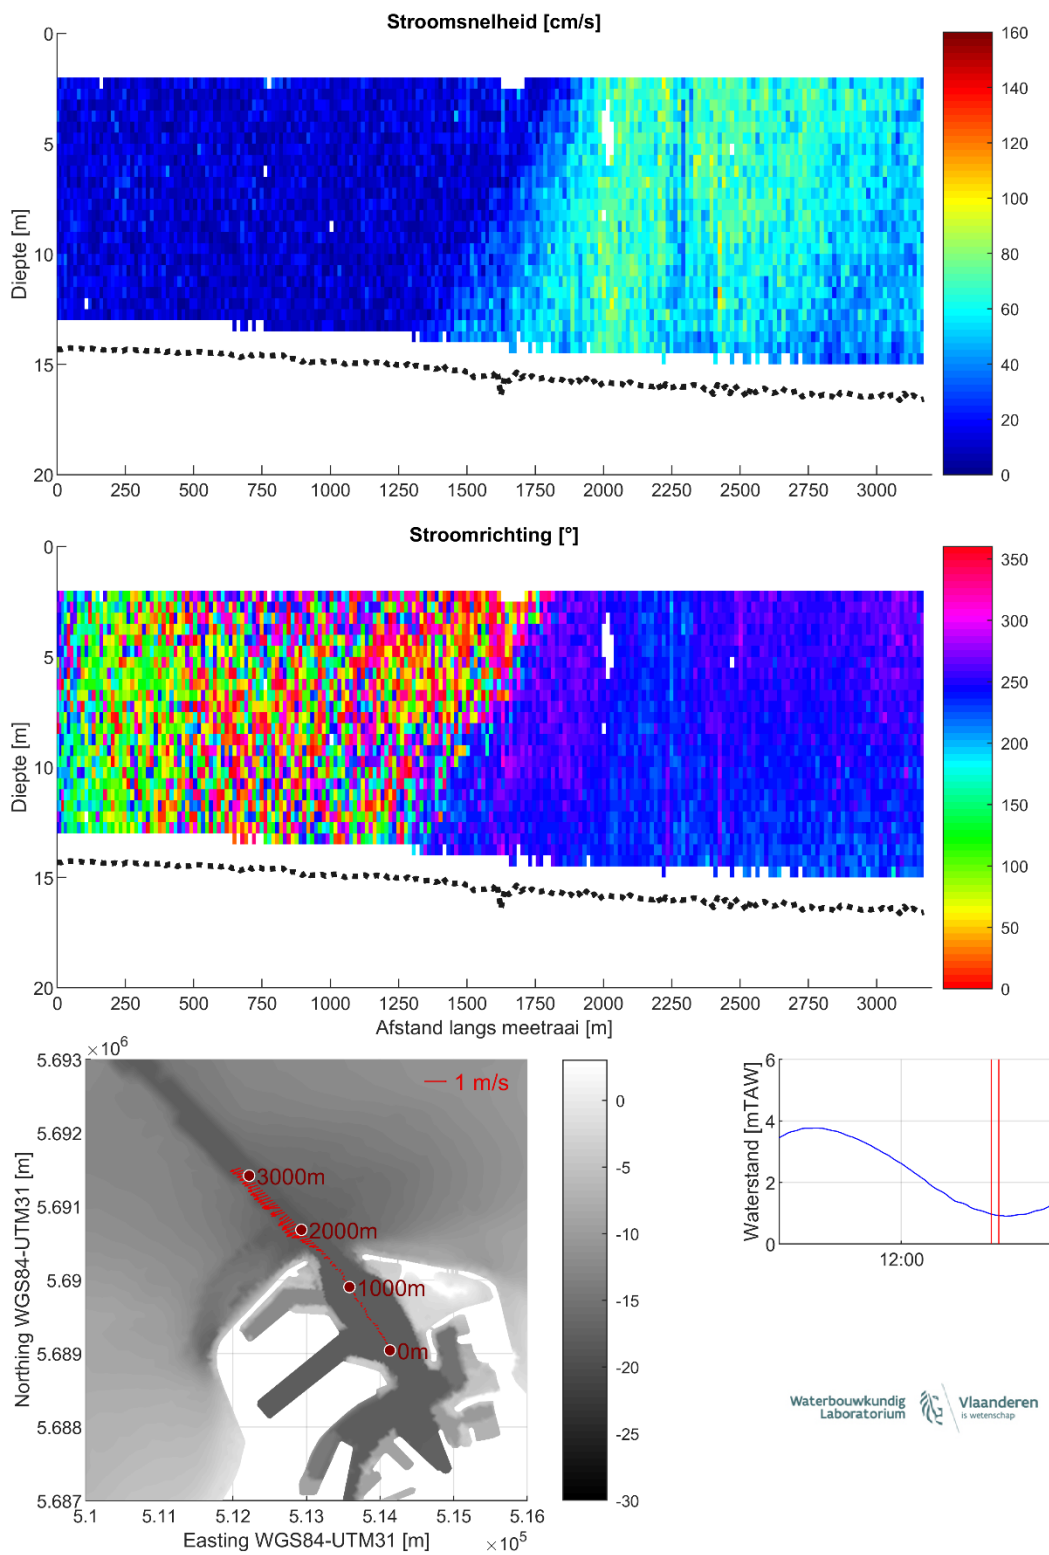 Stroomsnelheid [cm/s]
0
5
10
15
20
Diepte [m]
0 250 500 750 1000 1250 1500 1750 2000 2250 2500 2750 3000
160
140
120
100
80
60
40
20
0
Stroomrichting [°]
0
5
10
15
20
Diepte [m]
0 250 500 750 1000 1250 1500 1750 2000 2250 2500 2750 3000
Afstand langs meetraai [m]
350
300
250
200
150
100
50
0
×10⁶
5.693
5.692
5.691
5.69
5.689
5.688
5.687
Northing WGS84-UTM31 [m]
1 m/s
3000m
2000m
1000m
0m
5.1 5.12 5.13 5.14 5.15 5.16
Easting WGS84-UTM31 [m]
×10⁵
0
-5
-10
-15
-20
-25
-30
6
4
2
0
Waterstand [mTAW]
12:00
Waterbouwkundig
Laboratorium
Vlaanderen
is wetenschap